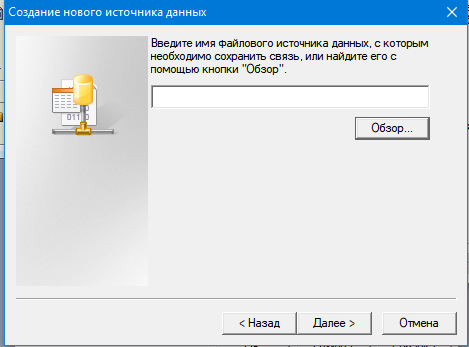 Создание нового источника данных
Введите имя файлового источника данных, с которым
необходимо сохранить связь, или найдите его с
помощью кнопки "Обзор".
01110
Обзор...
< Назад
Далее >
Отмена